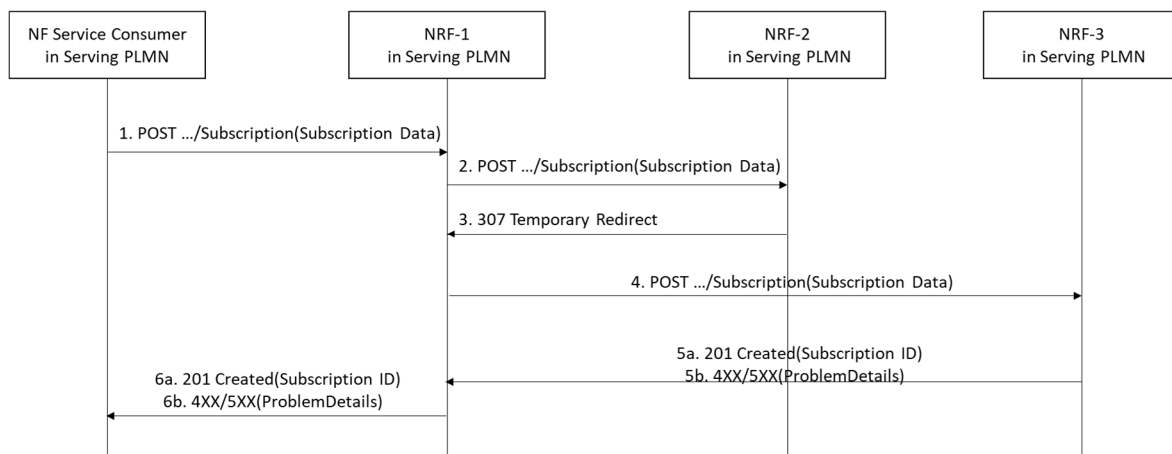 NF Service Consumer
in Serving PLMN
NRF-1
in Serving PLMN
NRF-2
in Serving PLMN
NRF-3
in Serving PLMN
1. POST .../Subscription(Subscription Data)
2. POST .../Subscription(Subscription Data)
3. 307 Temporary Redirect
4. POST .../Subscription(Subscription Data)
5a. 201 Created(Subscription ID)
5b. 4XX/5XX(ProblemDetails)
6a. 201 Created(Subscription ID)
6b. 4XX/5XX(ProblemDetails)